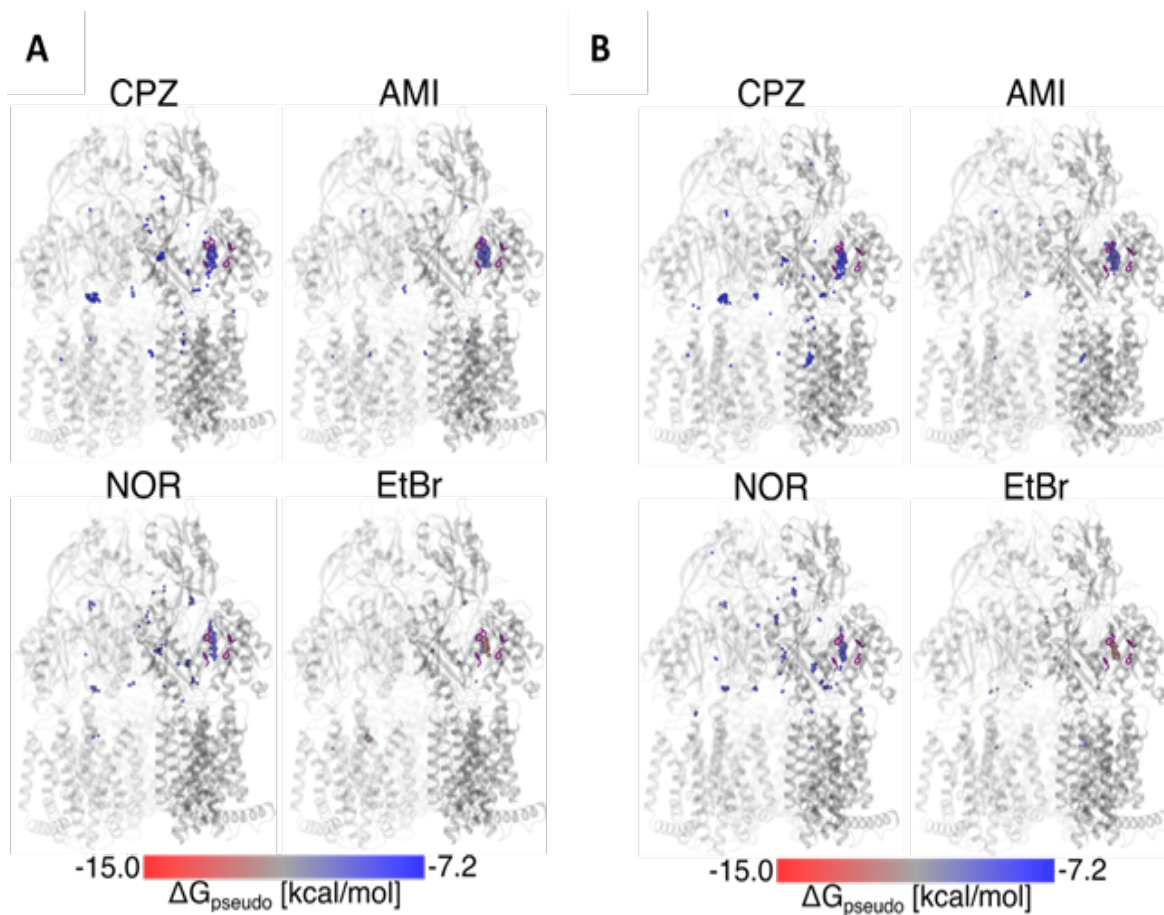 A
B
CPZ AMI
CPZ AMI
NOR EtBr
NOR EtBr
-15.0 -7.2
ΔGpseudo [kcal/mol]
-15.0 -7.2
ΔGpseudo [kcal/mol]